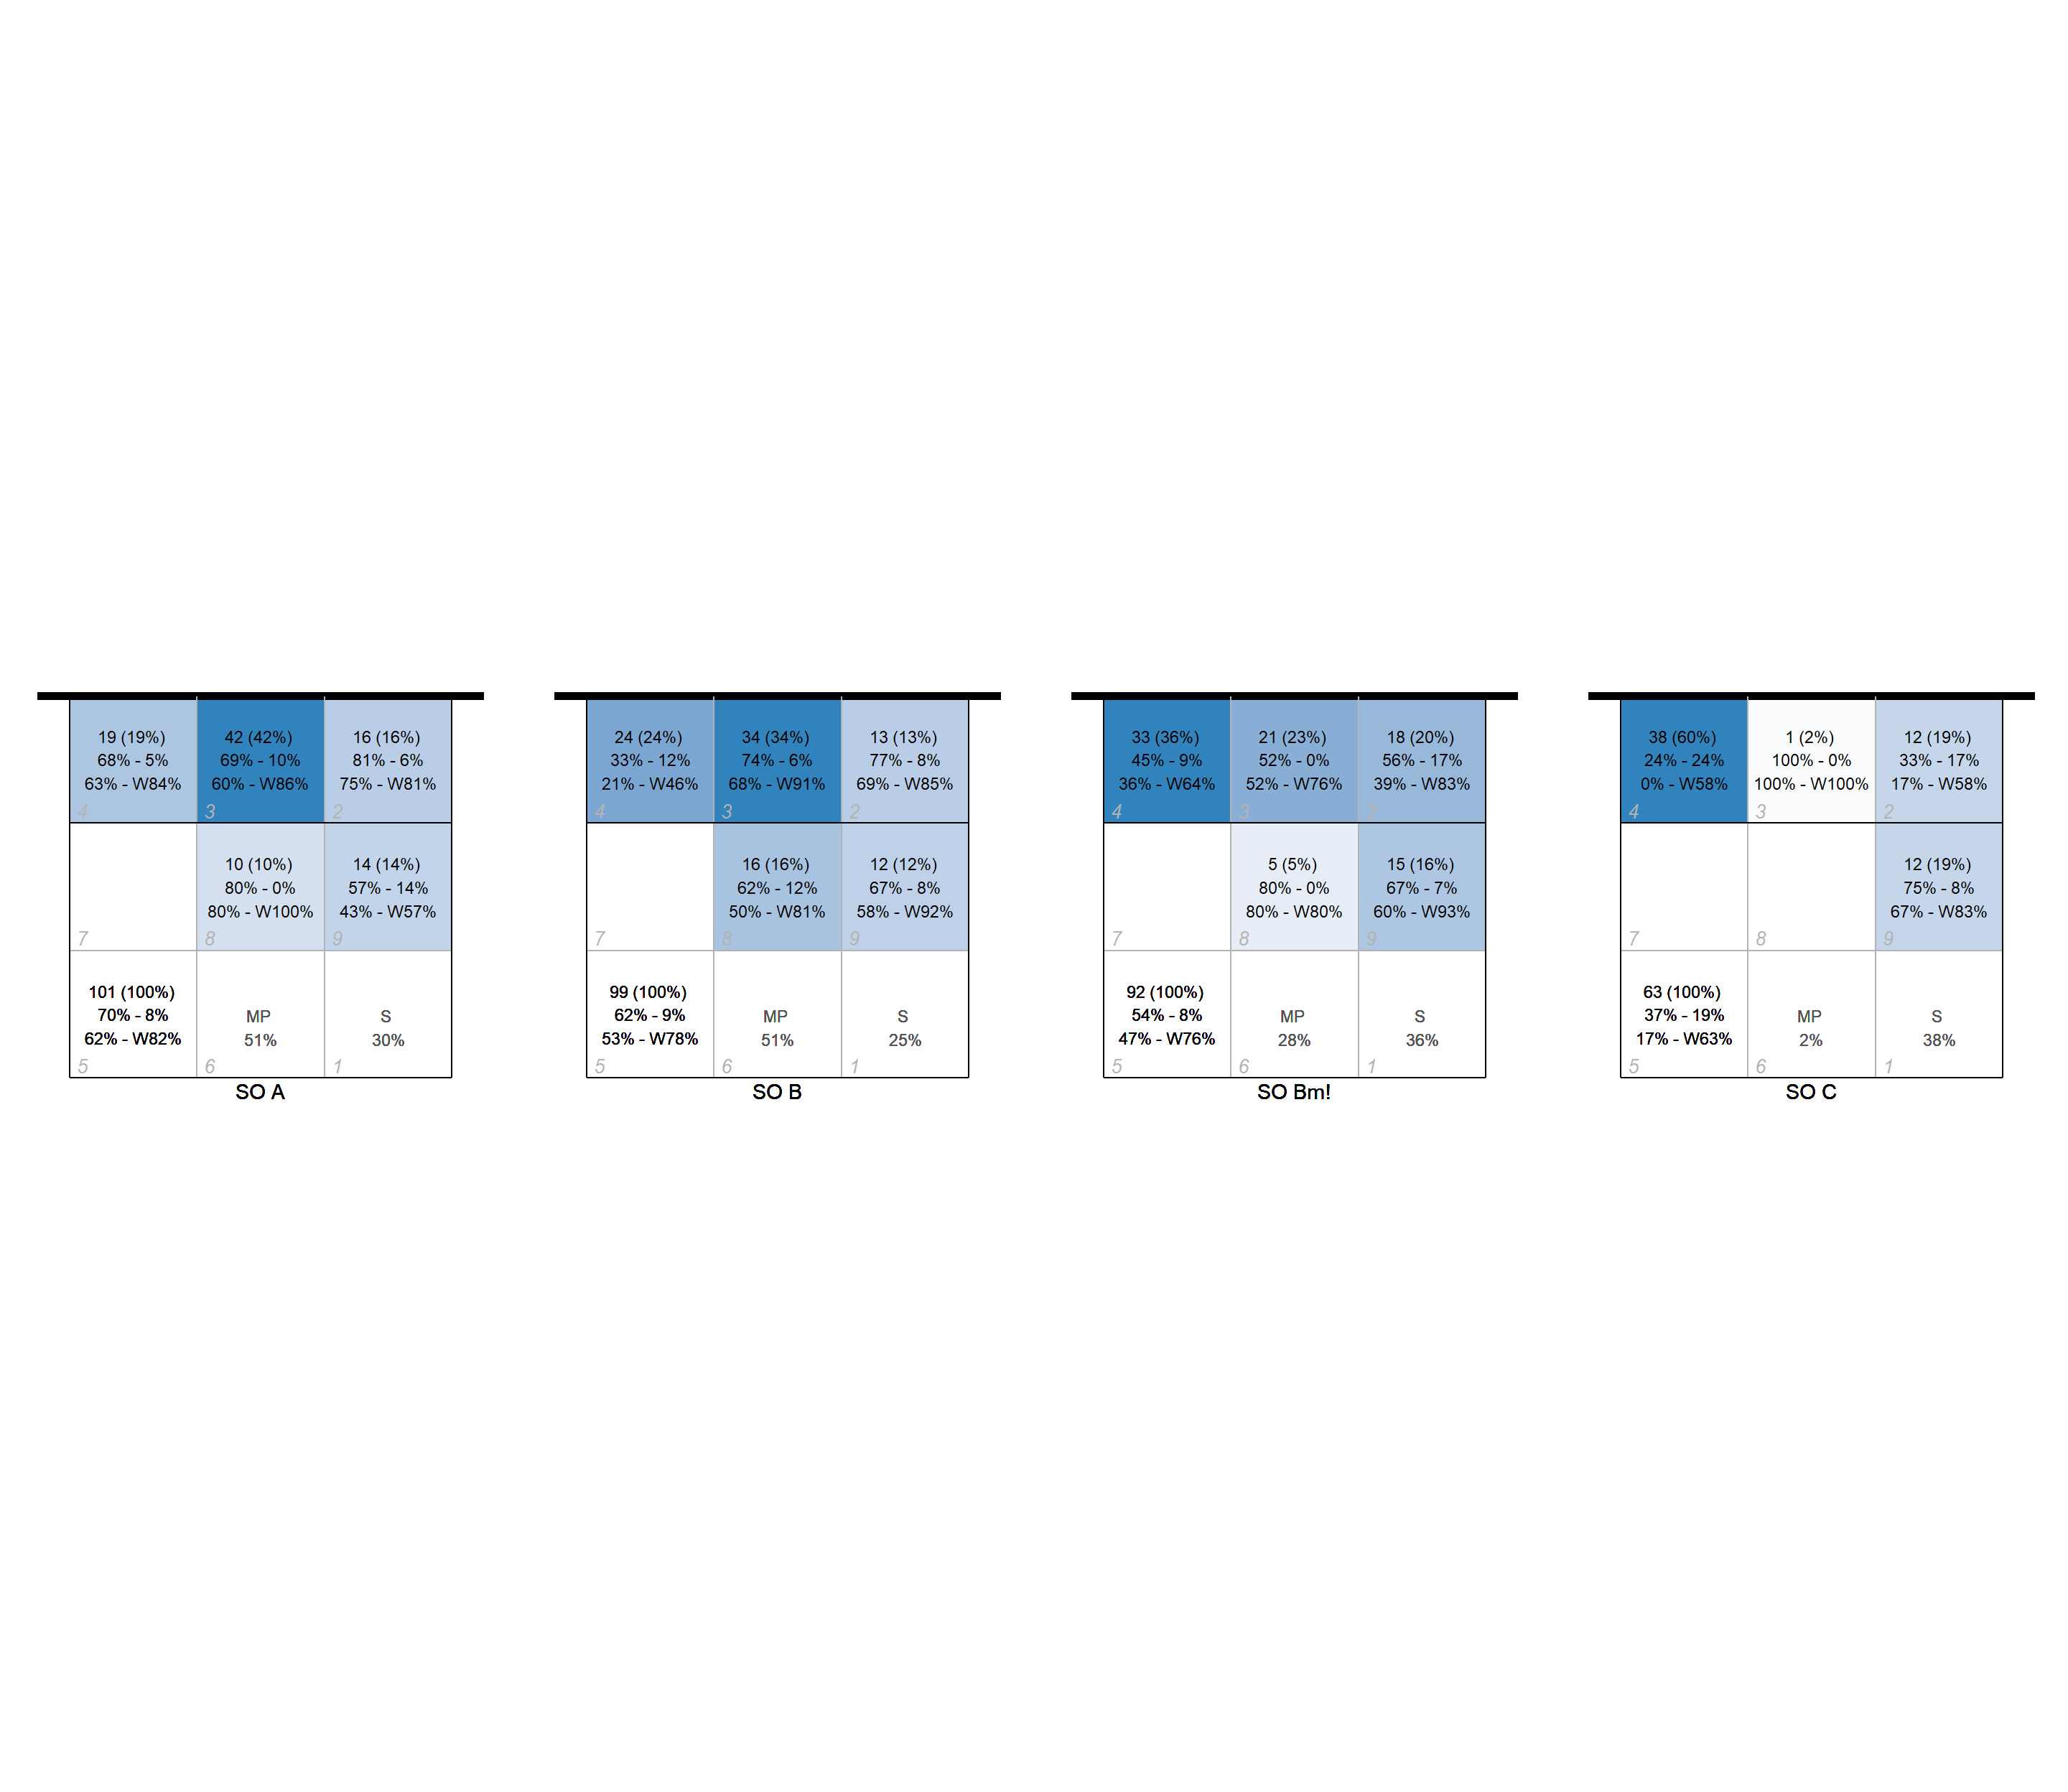 19 (19%)
68% - 5%
63% - W84%
4
42 (42%)
69% - 10%
60% - W86%
3
16 (16%)
81% - 6%
75% - W81%
2
7
10 (10%)
80% - 0%
80% - W100%
8
14 (14%)
57% - 14%
43% - W57%
9
101 (100%)
70% - 8%
62% - W82%
5
MP
51%
6
S
30%
1
SO A
24 (24%)
33% - 12%
21% - W46%
4
34 (34%)
74% - 6%
68% - W91%
3
13 (13%)
77% - 8%
69% - W85%
2
7
16 (16%)
62% - 12%
50% - W81%
8
12 (12%)
67% - 8%
58% - W92%
9
99 (100%)
62% - 9%
53% - W78%
5
MP
51%
6
S
25%
1
SO B
33 (36%)
45% - 9%
36% - W64%
4
21 (23%)
52% - 0%
52% - W76%
3
18 (20%)
56% - 17%
39% - W83%
7
5 (5%)
80% - 0%
80% - W80%
8
15 (16%)
67% - 7%
60% - W93%
9
92 (100%)
54% - 8%
47% - W76%
5
MP
28%
6
S
36%
1
SO Bm!
38 (60%)
24% - 24%
0% - W58%
4
1 (2%)
100% - 0%
100% - W100%
3
12 (19%)
33% - 17%
17% - W58%
2
7
8
12 (19%)
75% - 8%
67% - W83%
9
63 (100%)
37% - 19%
17% - W63%
5
MP
2%
6
S
38%
1
SO C